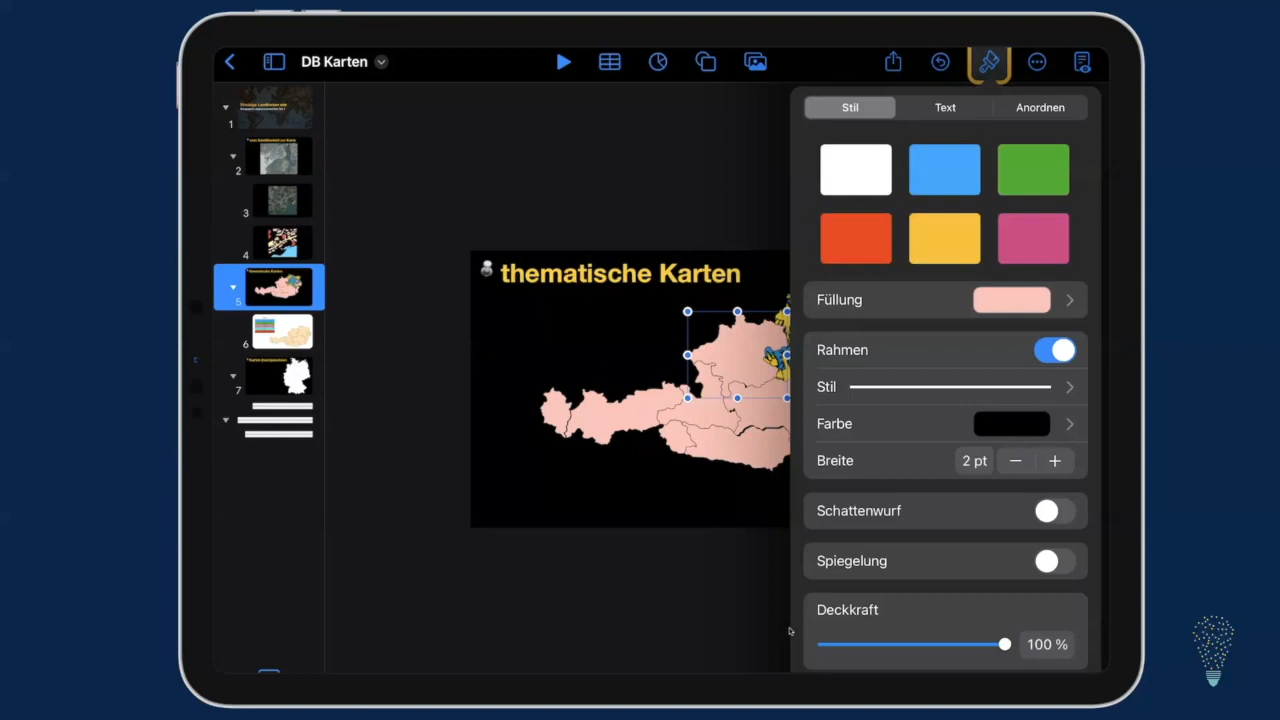 DB Karten
Stil
Text
Anordnen
1
2
3
4
5
6
7
thematische Karten
Füllung
Rahmen
Stil
Farbe
Breite
2 pt
Schattenwurf
Spiegelung
Deckkraft
100 %